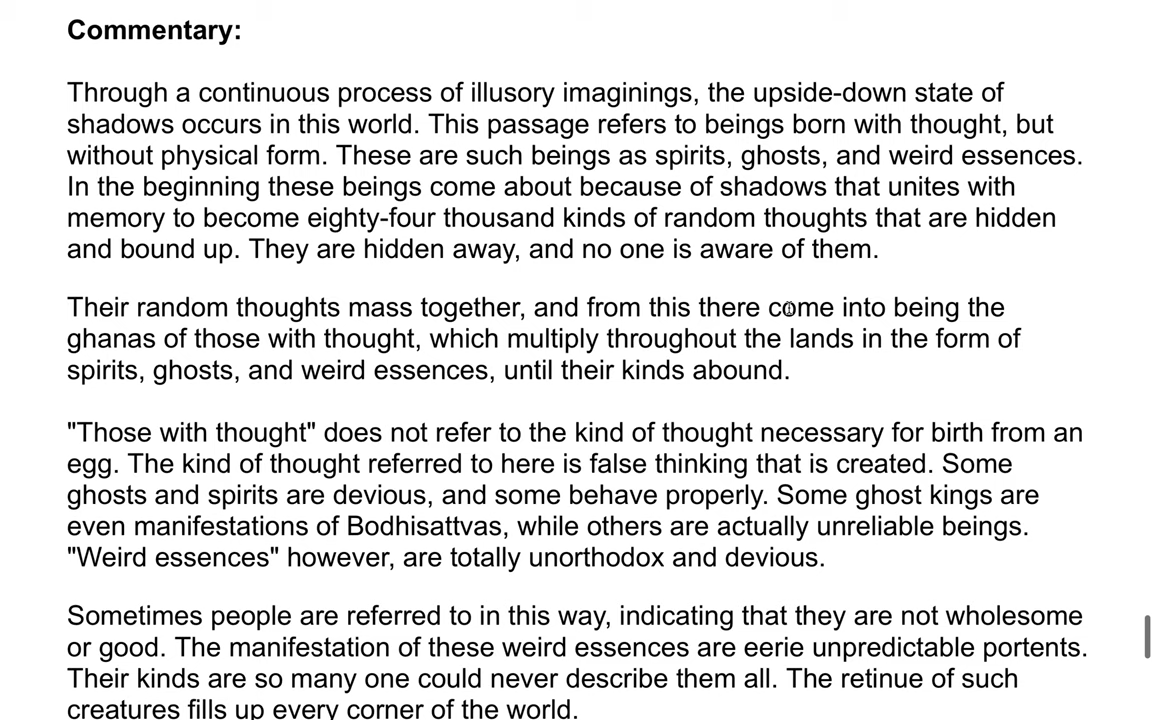 Commentary:
Through a continuous process of illusory imaginings, the upside-down state of
shadows occurs in this world. This passage refers to beings born with thought, but
without physical form. These are such beings as spirits, ghosts, and weird essences.
In the beginning these beings come about because of shadows that unites with
memory to become eighty-four thousand kinds of random thoughts that are hidden
and bound up. They are hidden away, and no one is aware of them.
Their random thoughts mass together, and from this there come into being the
ghanas of those with thought, which multiply throughout the lands in the form of
spirits, ghosts, and weird essences, until their kinds abound.
"Those with thought" does not refer to the kind of thought necessary for birth from an
egg. The kind of thought referred to here is false thinking that is created. Some
ghosts and spirits are devious, and some behave properly. Some ghost kings are
even manifestations of Bodhisattvas, while others are actually unreliable beings.
"Weird essences" however, are totally unorthodox and devious.
Sometimes people are referred to in this way, indicating that they are not wholesome
or good. The manifestation of these weird essences are eerie unpredictable portents.
Their kinds are so many one could never describe them all. The retinue of such
creatures fills up every corner of the world.